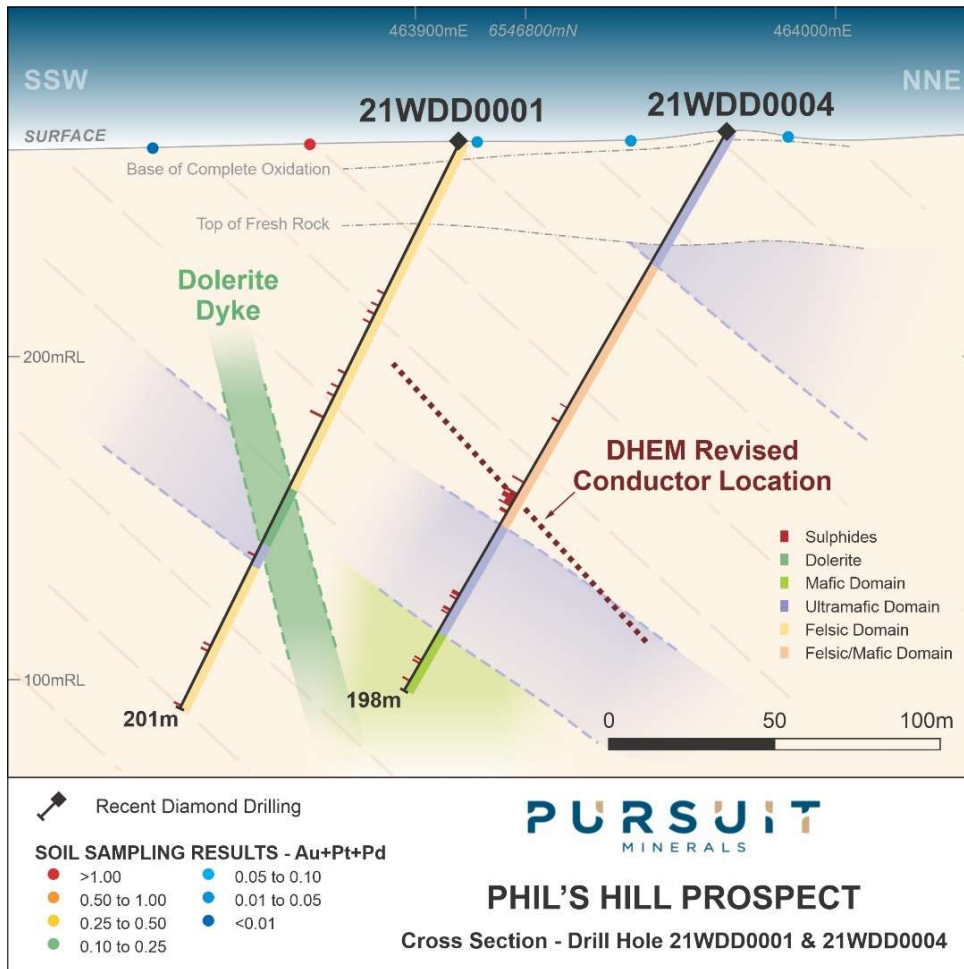 463900mE 6546800mN 464000mE
SSW NNE
21WDD0001 21WDD0004
SURFACE
Base of Complete Oxidation
Top of Fresh Rock
Dolerite
Dyke
200mRL
DHEM Revised
Conductor Location
Sulphides
Dolerite
Mafic Domain
Ultramafic Domain
Felsic Domain
Felsic/Mafic Domain
100mRL
201m
198m
0 50 100m
Recent Diamond Drilling
SOIL SAMPLING RESULTS - Au+Pt+Pd
>1.00
0.50 to 1.00
0.25 to 0.50
0.10 to 0.25
0.05 to 0.10
0.01 to 0.05
<0.01
PURSUIT
MINERALS
PHIL'S HILL PROSPECT
Cross Section - Drill Hole 21WDD0001 & 21WDD0004